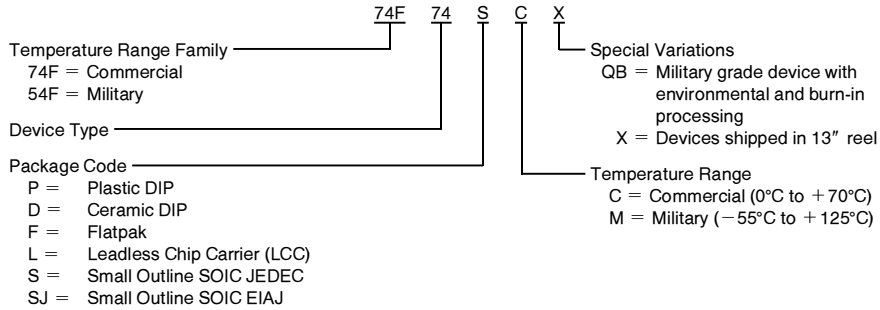 74F 74 S C X
Temperature Range Family
74F = Commercial
54F = Military
Device Type
Package Code
P = Plastic DIP
D = Ceramic DIP
F = Flatpak
L = Leadless Chip Carrier (LCC)
S = Small Outline SOIC JEDEC
SJ = Small Outline SOIC EIAJ
Special Variations
QB = Military grade device with
environmental and burn-in
processing
X = Devices shipped in 13″ reel
Temperature Range
C = Commercial (0°C to +70°C)
M = Military (−55°C to +125°C)